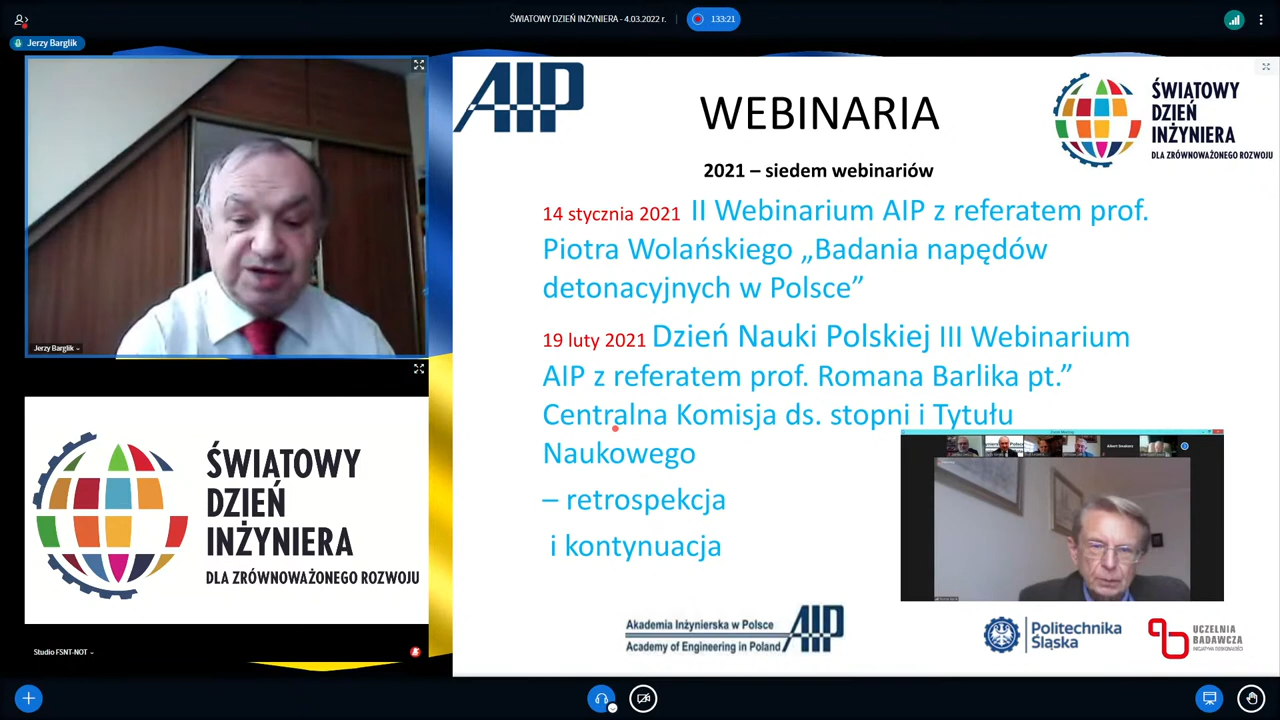 ŚWIATOWY DZIEŃ INŻYNIERA - 4.03.2022 r.
133:21
Jerzy Barglik
Jerzy Barglik
ŚWIATOWY
DZIEŃ
INŻYNIERA
DLA ZRÓWNOWAŻONEGO ROZWOJU
Studio FSNT-NOT
AIP
WEBINARIA
ŚWIATOWY
DZIEŃ
INŻYNIERA
DLA ZRÓWNOWAŻONEGO ROZWOJU
2021 – siedem webinariów
14 stycznia 2021 II Webinarium AIP z referatem prof.
Piotra Wolańskiego „Badania napędów
detonacyjnych w Polsce”
19 luty 2021 Dzień Nauki Polskiej III Webinarium
AIP z referatem prof. Romana Barlika pt.”
Centralna Komisja ds. stopni i Tytułu
Naukowego
– retrospekcja
i kontynuacja
Akademia Inżynierska w Polsce
Academy of Engineering in Poland
AIP
Politechnika
Śląska
UCZELNIA
BADAWCZA
INICJATYWA DOSKONAŁOŚCI